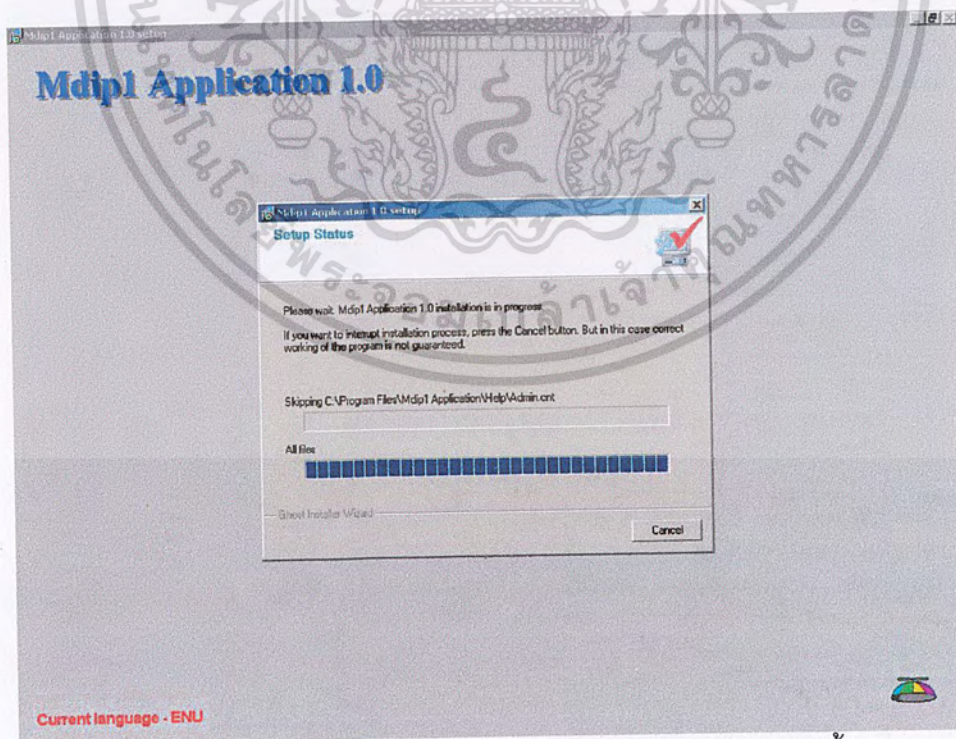 Mdip1 Application 1.0 setup
Mdip1 Application 1.0
Mdip1 Application 1.0 setup
Setup Status
Please wait. Mdip1 Application 1.0 installation is in progress.
If you want to interrupt installation process, press the Cancel button. But in this case correct
working of the program is not guaranteed.
Skipping C:\Program Files\Mdip1 Application\Help\Admin.cnt
All files
Ghost Installer Wizard
Cancel
Current language - ENU